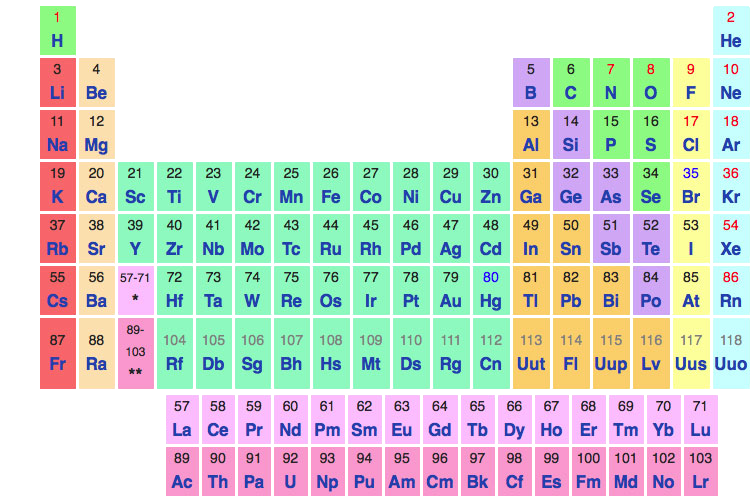 1 2
H He
3 4 5 6 7 8 9 10
Li Be B C N O F Ne
11 12 13 14 15 16 17 18
Na Mg Al Si P S Cl Ar
19 20 21 22 23 24 25 26 27 28 29 30 31 32 33 34 35 36
K Ca Sc Ti V Cr Mn Fe Co Ni Cu Zn Ga Ge As Se Br Kr
37 38 39 40 41 42 43 44 45 46 47 48 49 50 51 52 53 54
Rb Sr Y Zr Nb Mo Tc Ru Rh Pd Ag Cd In Sn Sb Te I Xe
55 56 57-71 72 73 74 75 76 77 78 79 80 81 82 83 84 85 86
Cs Ba * Hf Ta W Re Os Ir Pt Au Hg Tl Pb Bi Po At Rn
87 88 89-103 104 105 106 107 108 109 110 111 112 113 114 115 116 117 118
Fr Ra ** Rf Db Sg Bh Hs Mt Ds Rg Cn Uut Fl Uup Lv Uus Uuo
57 58 59 60 61 62 63 64 65 66 67 68 69 70 71
La Ce Pr Nd Pm Sm Eu Gd Tb Dy Ho Er Tm Yb Lu
89 90 91 92 93 94 95 96 97 98 99 100 101 102 103
Ac Th Pa U Np Pu Am Cm Bk Cf Es Fm Md No Lr